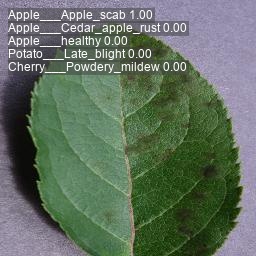 Apple___Apple_scab 1.00
Apple___Cedar_apple_rust 0.00
Apple___healthy 0.00
Potato___Late_blight 0.00
Cherry___Powdery_mildew 0.00